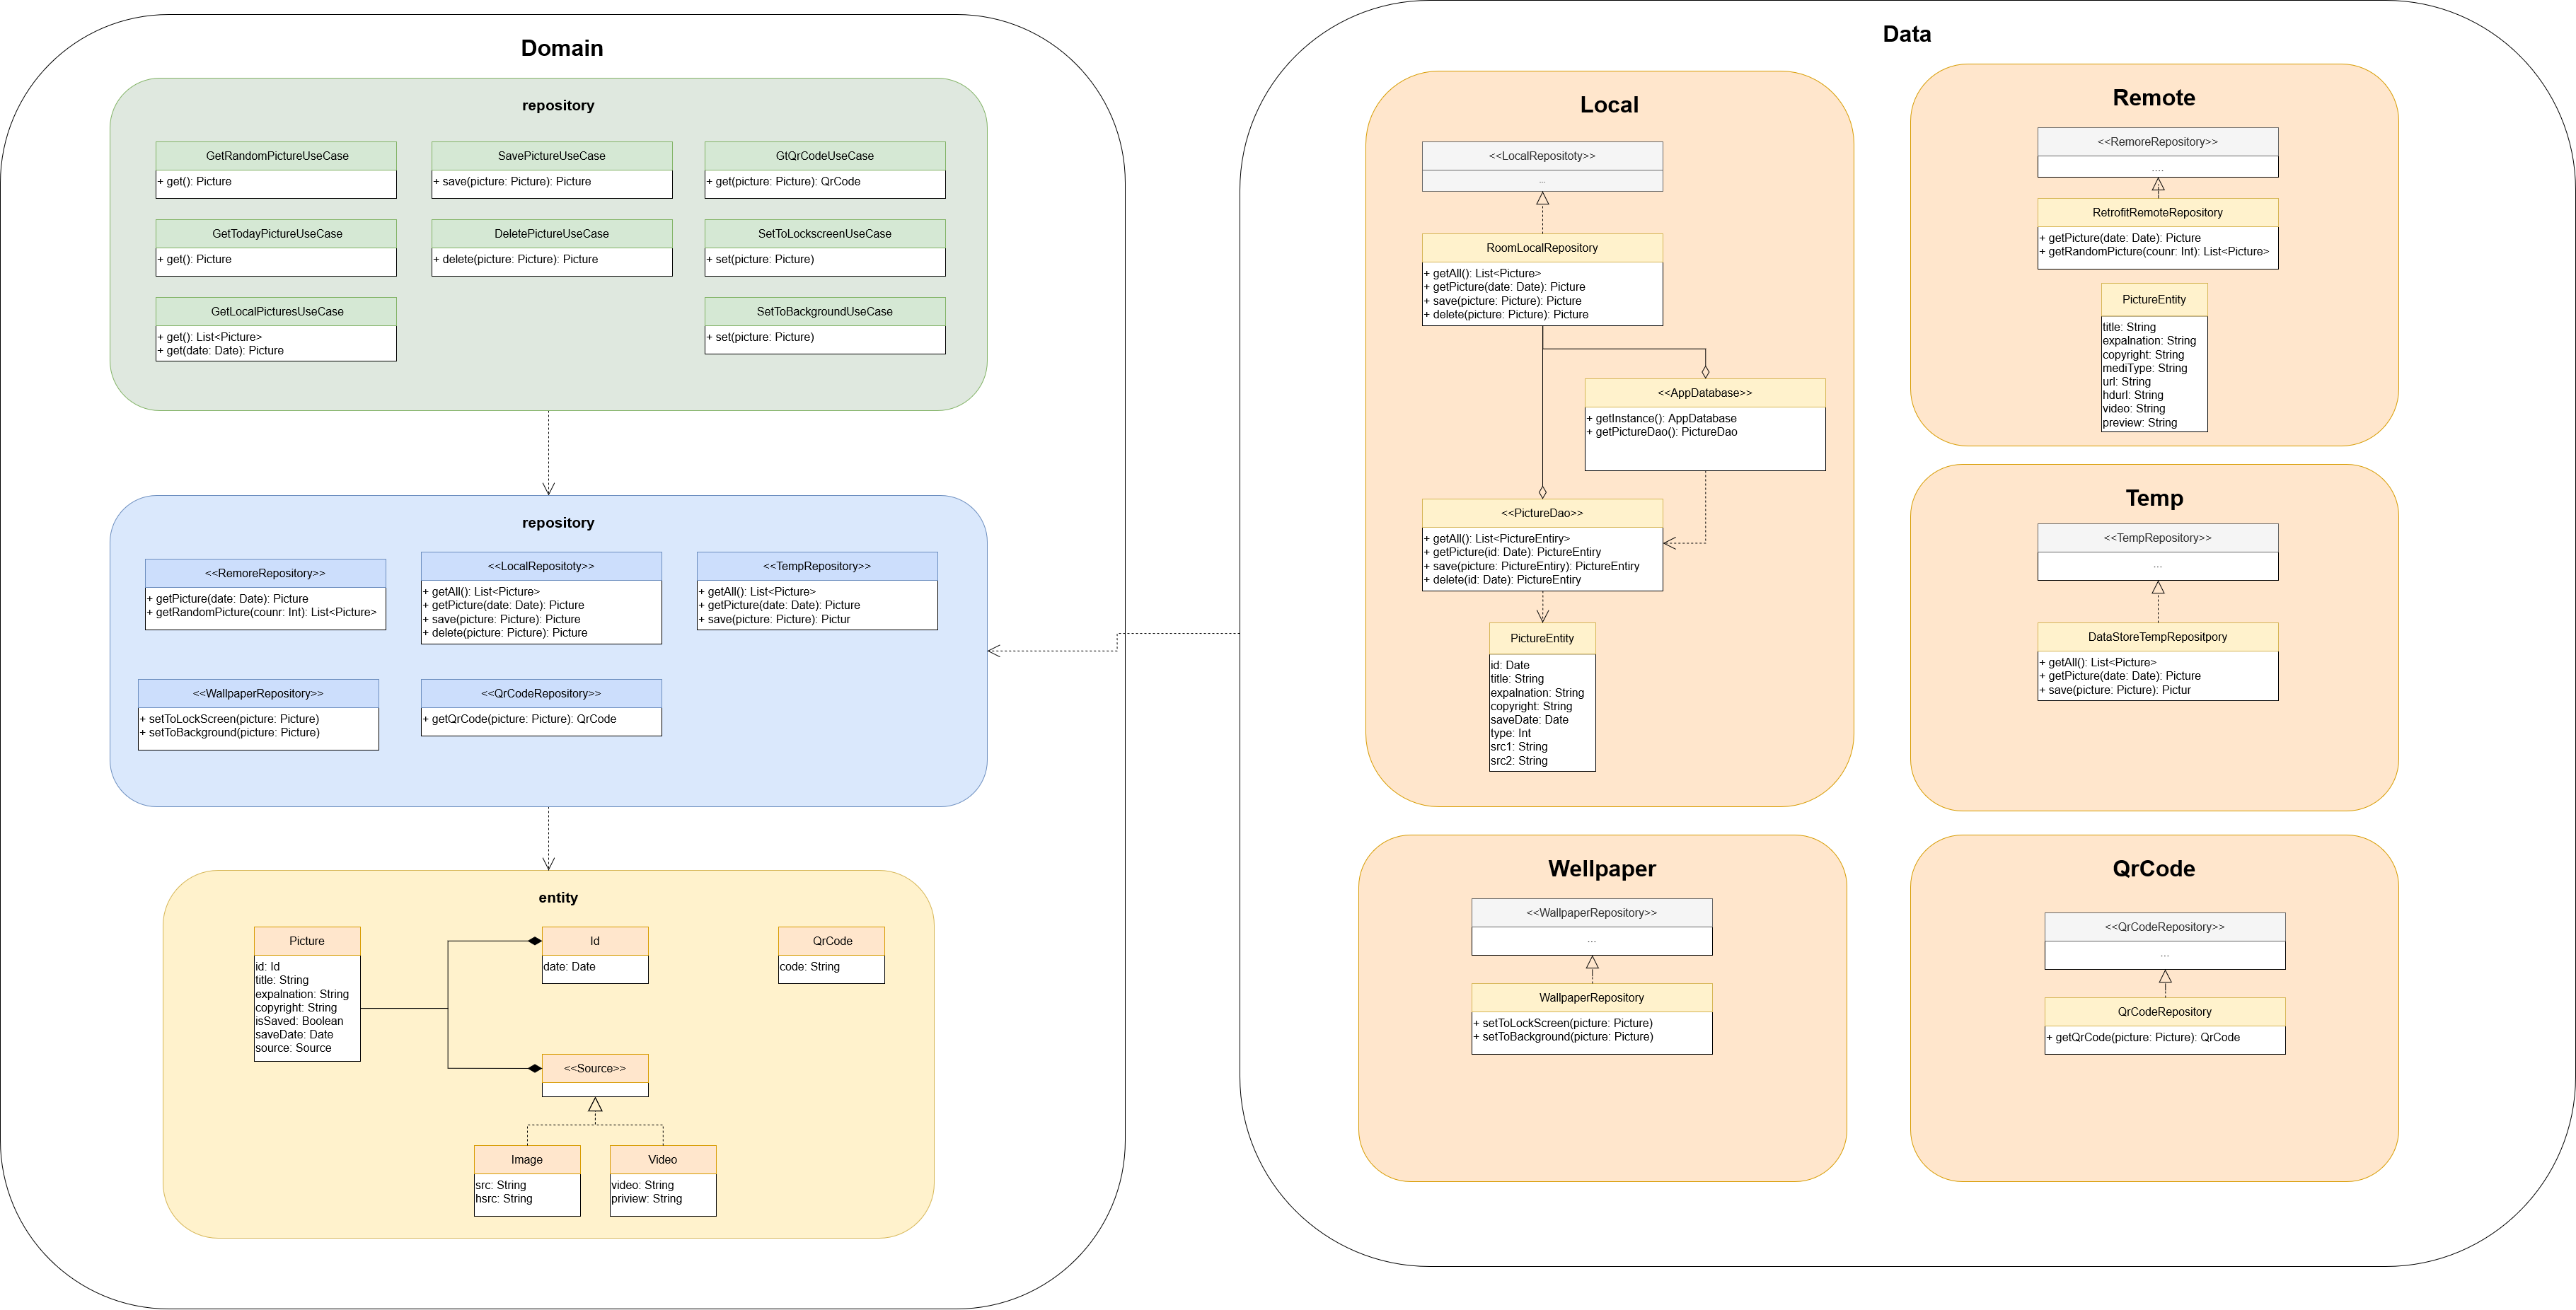 Domain
repository
GetRandomPictureUseCase
+ get(): Picture
SavePictureUseCase
+ save(picture: Picture): Picture
GtQrCodeUseCase
+ get(picture: Picture): QrCode
GetTodayPictureUseCase
+ get(): Picture
DeletePictureUseCase
+ delete(picture: Picture): Picture
SetToLockscreenUseCase
+ set(picture: Picture)
GetLocalPicturesUseCase
+ get(): List<Picture>
+ get(date: Date): Picture
SetToBackgroundUseCase
+ set(picture: Picture)
repository
<<RemoreRepository>>
+ getPicture(date: Date): Picture
+ getRandomPicture(counr: Int): List<Picture>
<<LocalRepositoty>>
+ getAll(): List<Picture>
+ getPicture(date: Date): Picture
+ save(picture: Picture): Picture
+ delete(picture: Picture): Picture
<<TempRepository>>
+ getAll(): List<Picture>
+ getPicture(date: Date): Picture
+ save(picture: Picture): Pictur
<<WallpaperRepository>>
+ setToLockScreen(picture: Picture)
+ setToBackground(picture: Picture)
<<QrCodeRepository>>
+ getQrCode(picture: Picture): QrCode
entity
Picture
id: Id
title: String
expalnation: String
copyright: String
isSaved: Boolean
saveDate: Date
source: Source
Id
date: Date
QrCode
code: String
<<Source>>
Image
src: String
hsrc: String
Video
video: String
priview: String
Data
Local
<<LocalRepositoty>>
...
RoomLocalRepository
+ getAll(): List<Picture>
+ getPicture(date: Date): Picture
+ save(picture: Picture): Picture
+ delete(picture: Picture): Picture
<<AppDatabase>>
+ getInstance(): AppDatabase
+ getPictureDao(): PictureDao
<<PictureDao>>
+ getAll(): List<PictureEntiry>
+ getPicture(id: Date): PictureEntiry
+ save(picture: PictureEntiry): PictureEntiry
+ delete(id: Date): PictureEntiry
PictureEntity
id: Date
title: String
expalnation: String
copyright: String
saveDate: Date
type: Int
src1: String
src2: String
Remote
<<RemoreRepository>>
....
RetrofitRemoteRepository
+ getPicture(date: Date): Picture
+ getRandomPicture(counr: Int): List<Picture>
PictureEntity
title: String
expalnation: String
copyright: String
mediType: String
url: String
hdurl: String
video: String
preview: String
Temp
<<TempRepository>>
...
DataStoreTempRepositpory
+ getAll(): List<Picture>
+ getPicture(date: Date): Picture
+ save(picture: Picture): Pictur
Wellpaper
<<WallpaperRepository>>
...
WallpaperRepository
+ setToLockScreen(picture: Picture)
+ setToBackground(picture: Picture)
QrCode
<<QrCodeRepository>>
...
QrCodeRepository
+ getQrCode(picture: Picture): QrCode